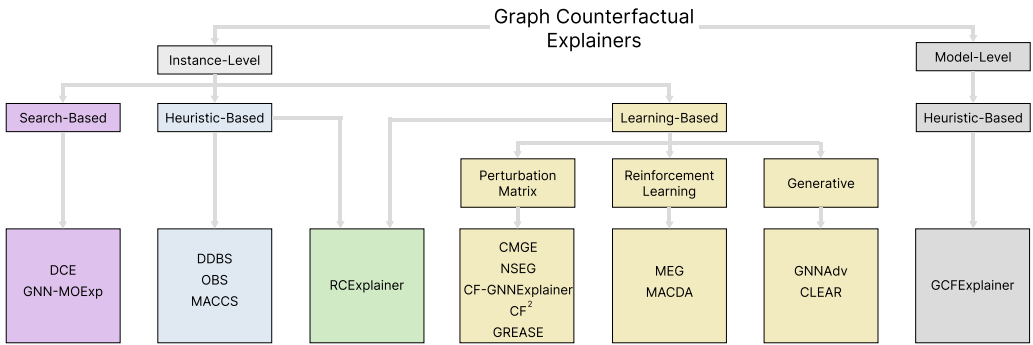 Graph Counterfactual
Explainers
Instance-Level
Model-Level
Search-Based
Heuristic-Based
Learning-Based
Heuristic-Based
Perturbation
Matrix
Reinforcement
Learning
Generative
DCE
GNN-MOExp
DDBS
OBS
MACCS
RCExplainer
CMGE
NSEG
CF-GNNExplainer
CF²
GREASE
MEG
MACDA
GNNAdv
CLEAR
GCFExplainer